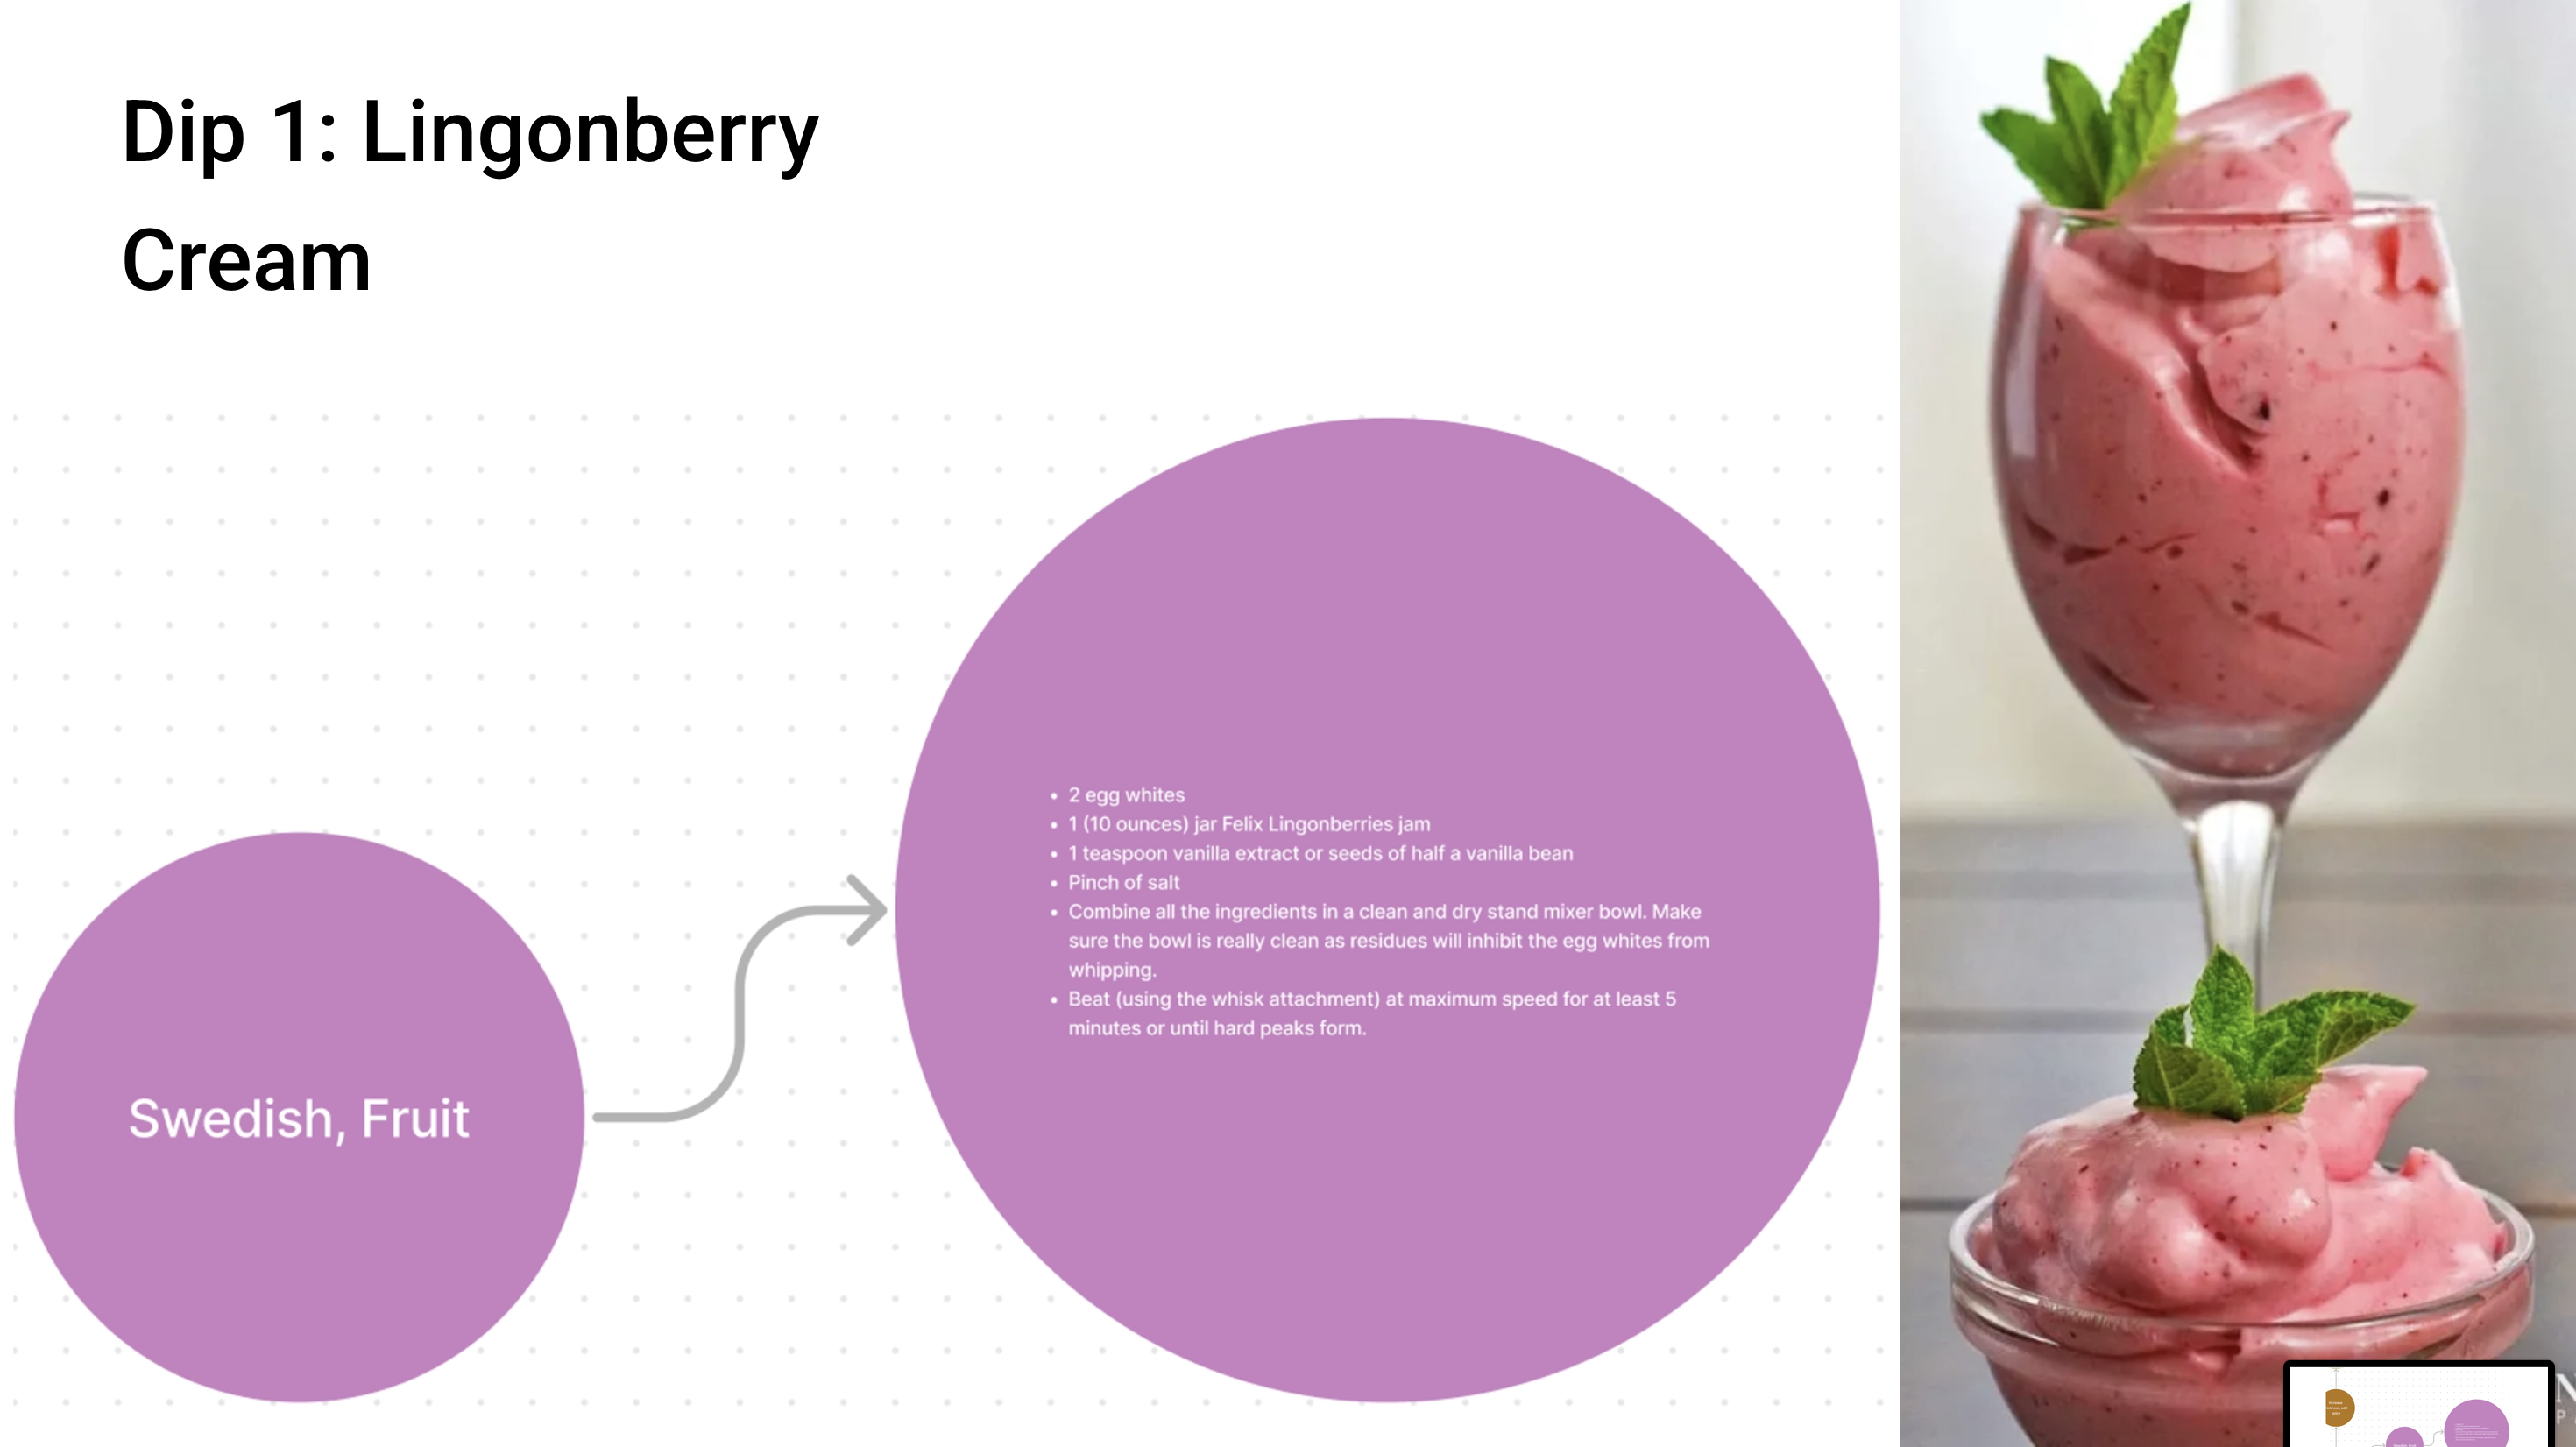 Dip 1: Lingonberry
Cream
Swedish, Fruit
• 2 egg whites
• 1 (10 ounces) jar Felix Lingonberries jam
• 1 teaspoon vanilla extract or seeds of half a vanilla bean
• Pinch of salt
• Combine all the ingredients in a clean and dry stand mixer bowl. Make
sure the bowl is really clean as residues will inhibit the egg whites from
whipping.
• Beat (using the whisk attachment) at maximum speed for at least 5
minutes or until hard peaks form.